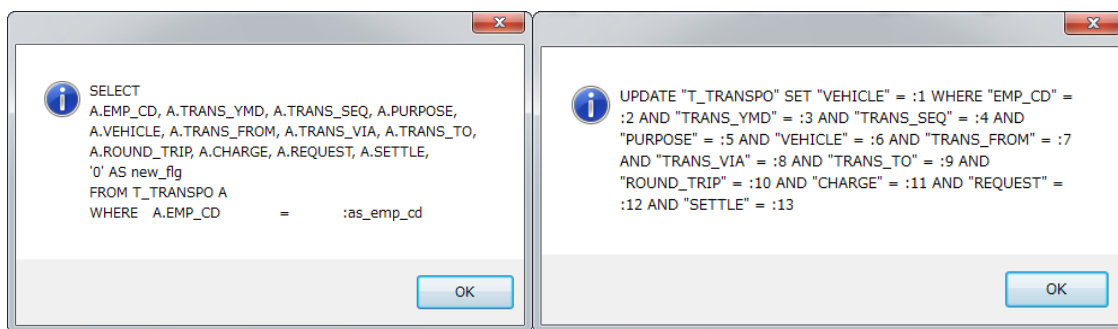 SELECT
A.EMP_CD, A.TRANS_YMD, A.TRANS_SEQ, A.PURPOSE,
A.VEHICLE, A.TRANS_FROM, A.TRANS_VIA, A.TRANS_TO,
A.ROUND_TRIP, A.CHARGE, A.REQUEST, A.SETTLE,
'0' AS new_flg
FROM T_TRANSPO A
WHERE A.EMP_CD = :as_emp_cd
OK
UPDATE "T_TRANSPO" SET "VEHICLE" = :1 WHERE "EMP_CD" =
:2 AND "TRANS_YMD" = :3 AND "TRANS_SEQ" = :4 AND
"PURPOSE" = :5 AND "VEHICLE" = :6 AND "TRANS_FROM" = :7
AND "TRANS_VIA" = :8 AND "TRANS_TO" = :9 AND
"ROUND_TRIP" = :10 AND "CHARGE" = :11 AND "REQUEST" =
:12 AND "SETTLE" = :13
OK